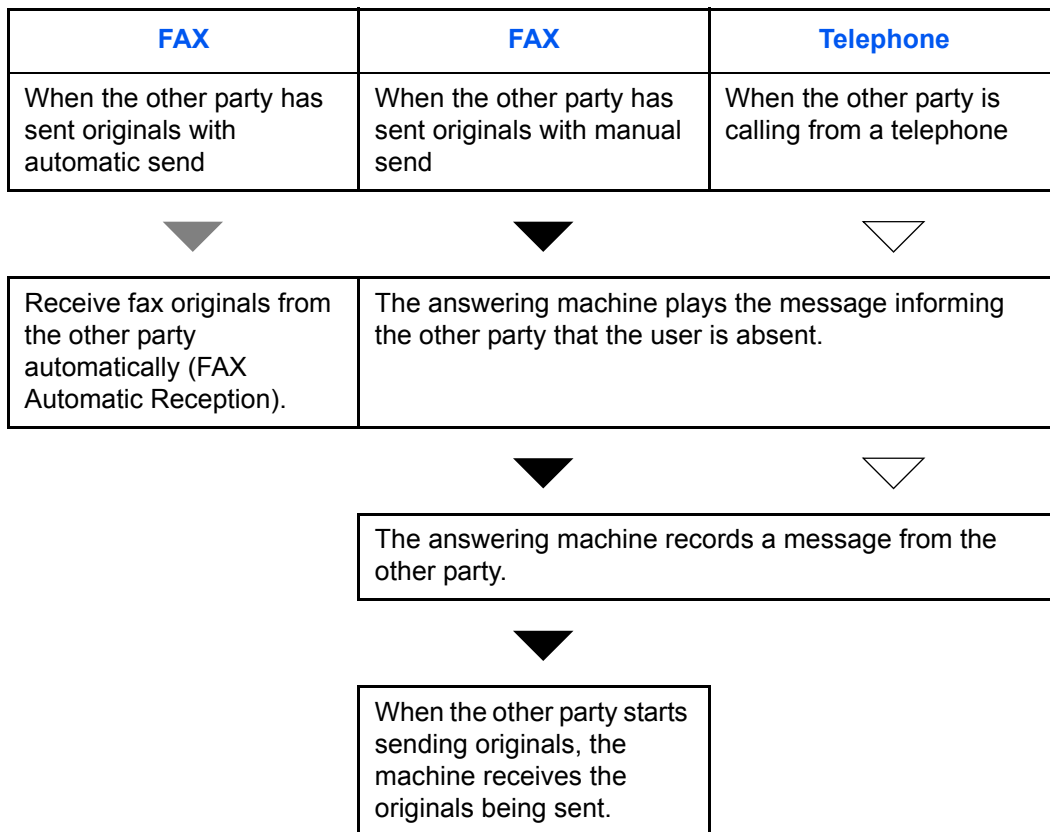 FAX
FAX
Telephone
When the other party has
sent originals with
automatic send
When the other party has
sent originals with manual
send
When the other party is
calling from a telephone
Receive fax originals from
the other party
automatically (FAX
Automatic Reception).
The answering machine plays the message informing
the other party that the user is absent.
The answering machine records a message from the
other party.
When the other party starts
sending originals, the
machine receives the
originals being sent.